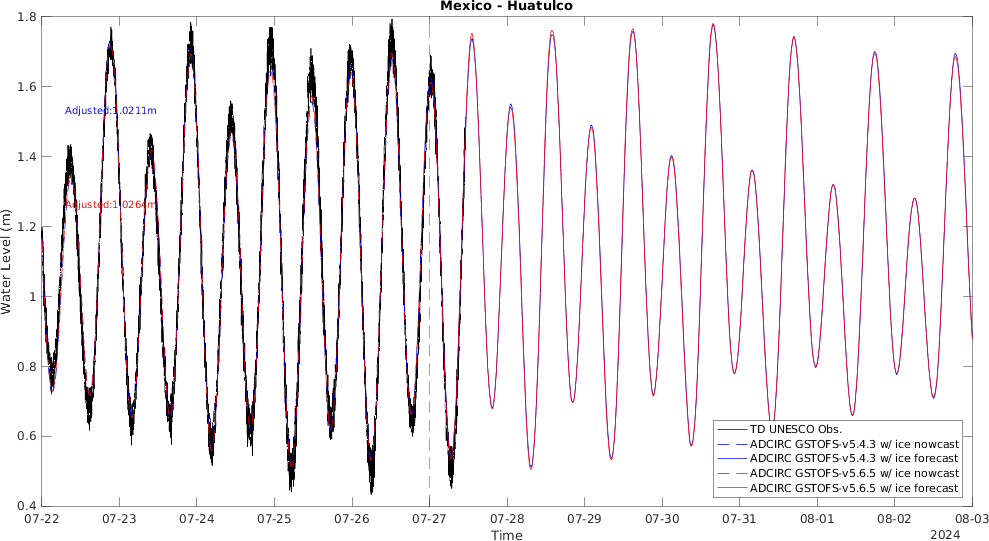 Mexico - Huatulco
1.8
1.6
1.4
1.2
1
0.8
0.6
0.4
Water Level (m)
Adjusted:1.0211m
Adjusted:1.0264m
TD UNESCO Obs.
ADCIRC GSTOFS-v5.4.3 w/ ice nowcast
ADCIRC GSTOFS-v5.4.3 w/ ice forecast
ADCIRC GSTOFS-v5.6.5 w/ ice nowcast
ADCIRC GSTOFS-v5.6.5 w/ ice forecast
07-22 07-23 07-24 07-25 07-26 07-27 07-28 07-29 07-30 07-31 08-01 08-02 08-03
Time
2024